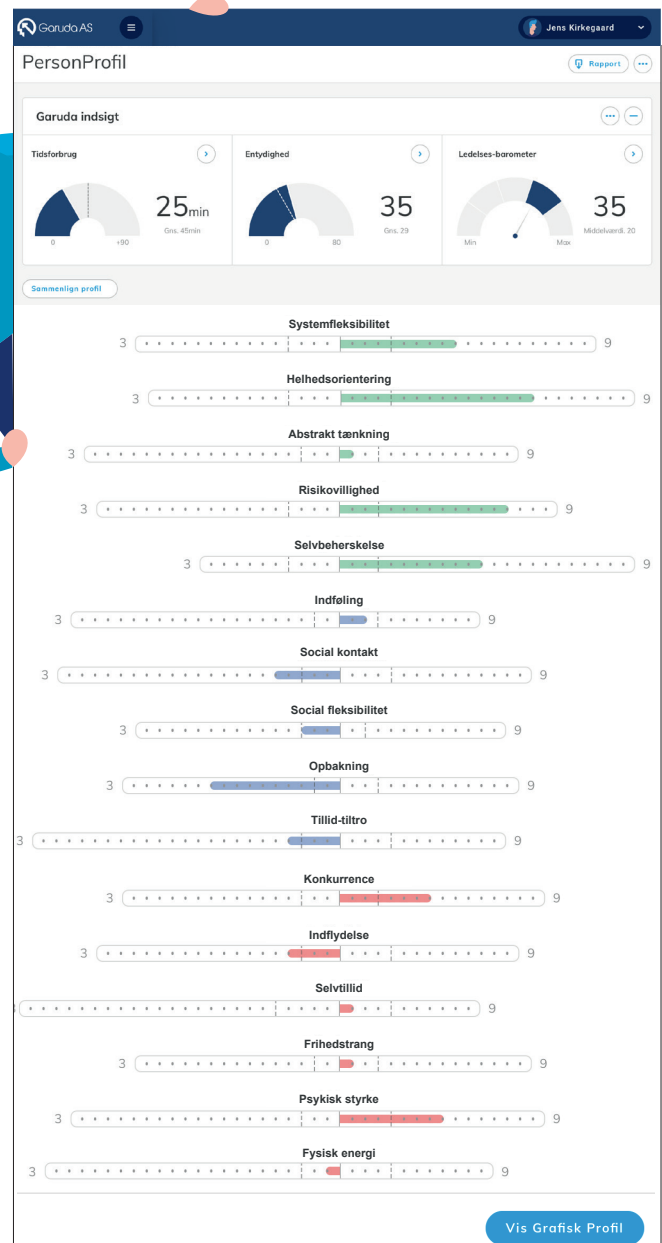 Garuda AS
Jens Kirkegaard
PersonProfil
Rapport
Garuda indsigt
Tidsforbrug
25min
Gns. 45min
0
+90
Entydighed
35
Gns. 29
0
80
Ledelses-barometer
35
Middelværdi. 20
Min
Max
Sammenlign profil
Systemfleksibilitet
3
9
Helhedsorientering
3
9
Abstrakt tænkning
3
9
Risikovillighed
3
9
Selvbeherskelse
3
9
Indføling
3
9
Social kontakt
3
9
Social fleksibilitet
3
9
Opbakning
3
9
Tillid-tiltro
3
9
Konkurrence
3
9
Indflydelse
3
9
Selvtillid
9
Frihedstrang
3
9
Psykisk styrke
3
9
Fysisk energi
3
9
Vis Grafisk Profil